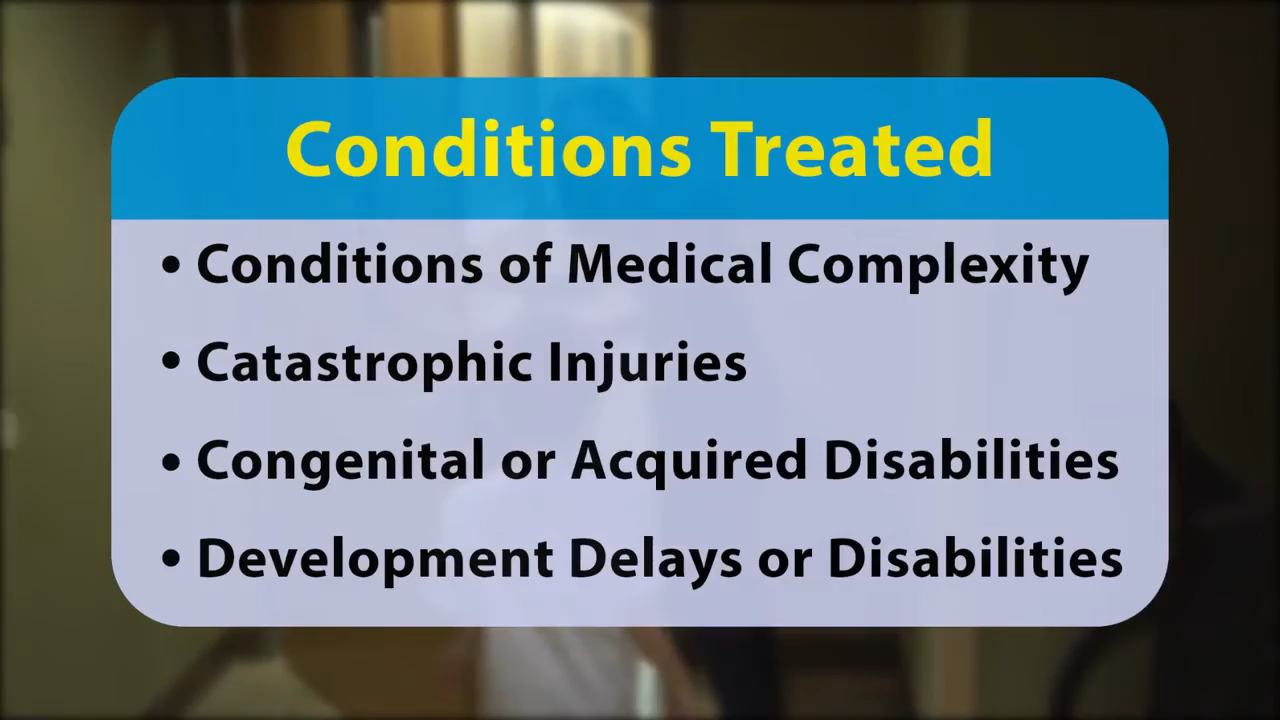 Conditions Treated
• Conditions of Medical Complexity
• Catastrophic Injuries
• Congenital or Acquired Disabilities
• Development Delays or Disabilities